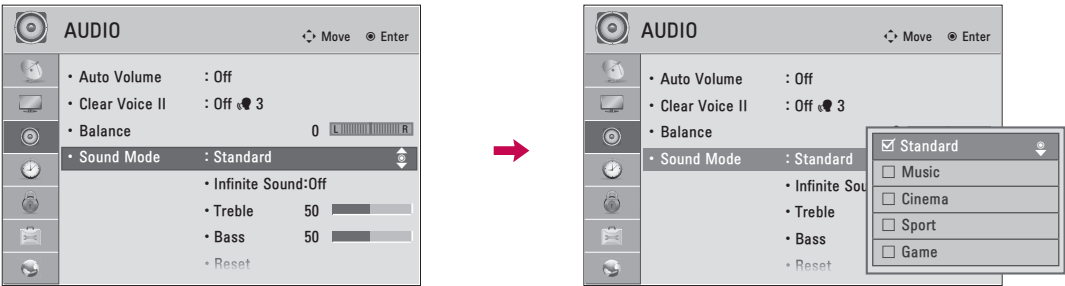 AUDIO
Move Enter
• Auto Volume : Off
• Clear Voice II : Off 3
• Balance 0 L R
• Sound Mode : Standard
• Infinite Sound:Off
• Treble 50
• Bass 50
• Reset
AUDIO
Move Enter
• Auto Volume : Off
• Clear Voice II : Off 3
• Balance
• Sound Mode : Standard
• Infinite Sou
• Treble
• Bass
• Reset
Standard
Music
Cinema
Sport
Game